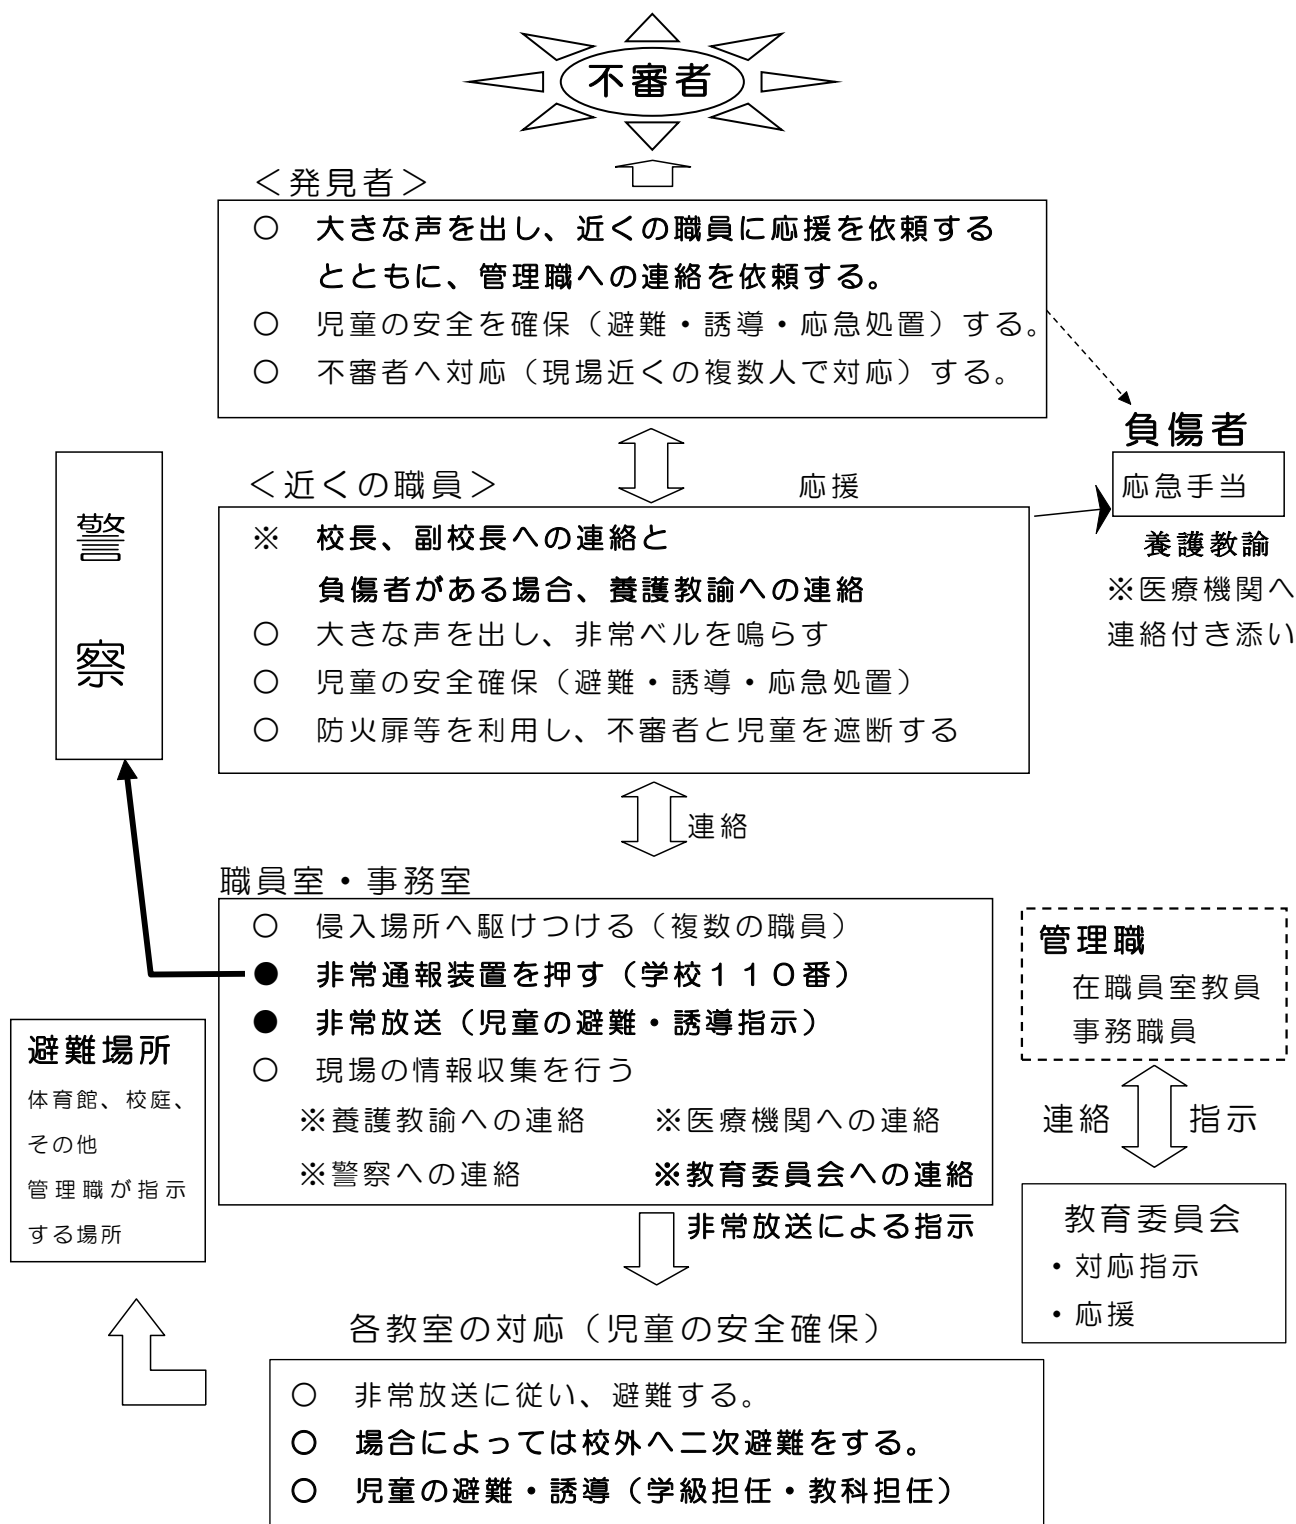 不審者
＜発見者＞
○ 大きな声を出し、近くの職員に応援を依頼する
とともに、管理職への連絡を依頼する。
○ 児童の安全を確保（避難・誘導・応急処置）する。
○ 不審者へ対応（現場近くの複数人で対応）する。
負傷者
応急手当
養護教諭
※医療機関へ
連絡付き添い
警
察
＜近くの職員＞
応援
※ 校長、副校長への連絡と
負傷者がある場合、養護教諭への連絡
○ 大きな声を出し、非常ベルを鳴らす
○ 児童の安全確保（避難・誘導・応急処置）
○ 防火扉等を利用し、不審者と児童を遮断する
連絡
職員室・事務室
○ 侵入場所へ駆けつける（複数の職員）
● 非常通報装置を押す（学校１１０番）
● 非常放送（児童の避難・誘導指示）
○ 現場の情報収集を行う
※養護教諭への連絡 ※医療機関への連絡
※警察への連絡 ※教育委員会への連絡
管理職
在職員室教員
事務職員
連絡 指示
教育委員会
・対応指示
・応援
避難場所
体育館、校庭、
その他
管理職が指示
する場所
非常放送による指示
各教室の対応（児童の安全確保）
○ 非常放送に従い、避難する。
○ 場合によっては校外へ二次避難をする。
○ 児童の避難・誘導（学級担任・教科担任）